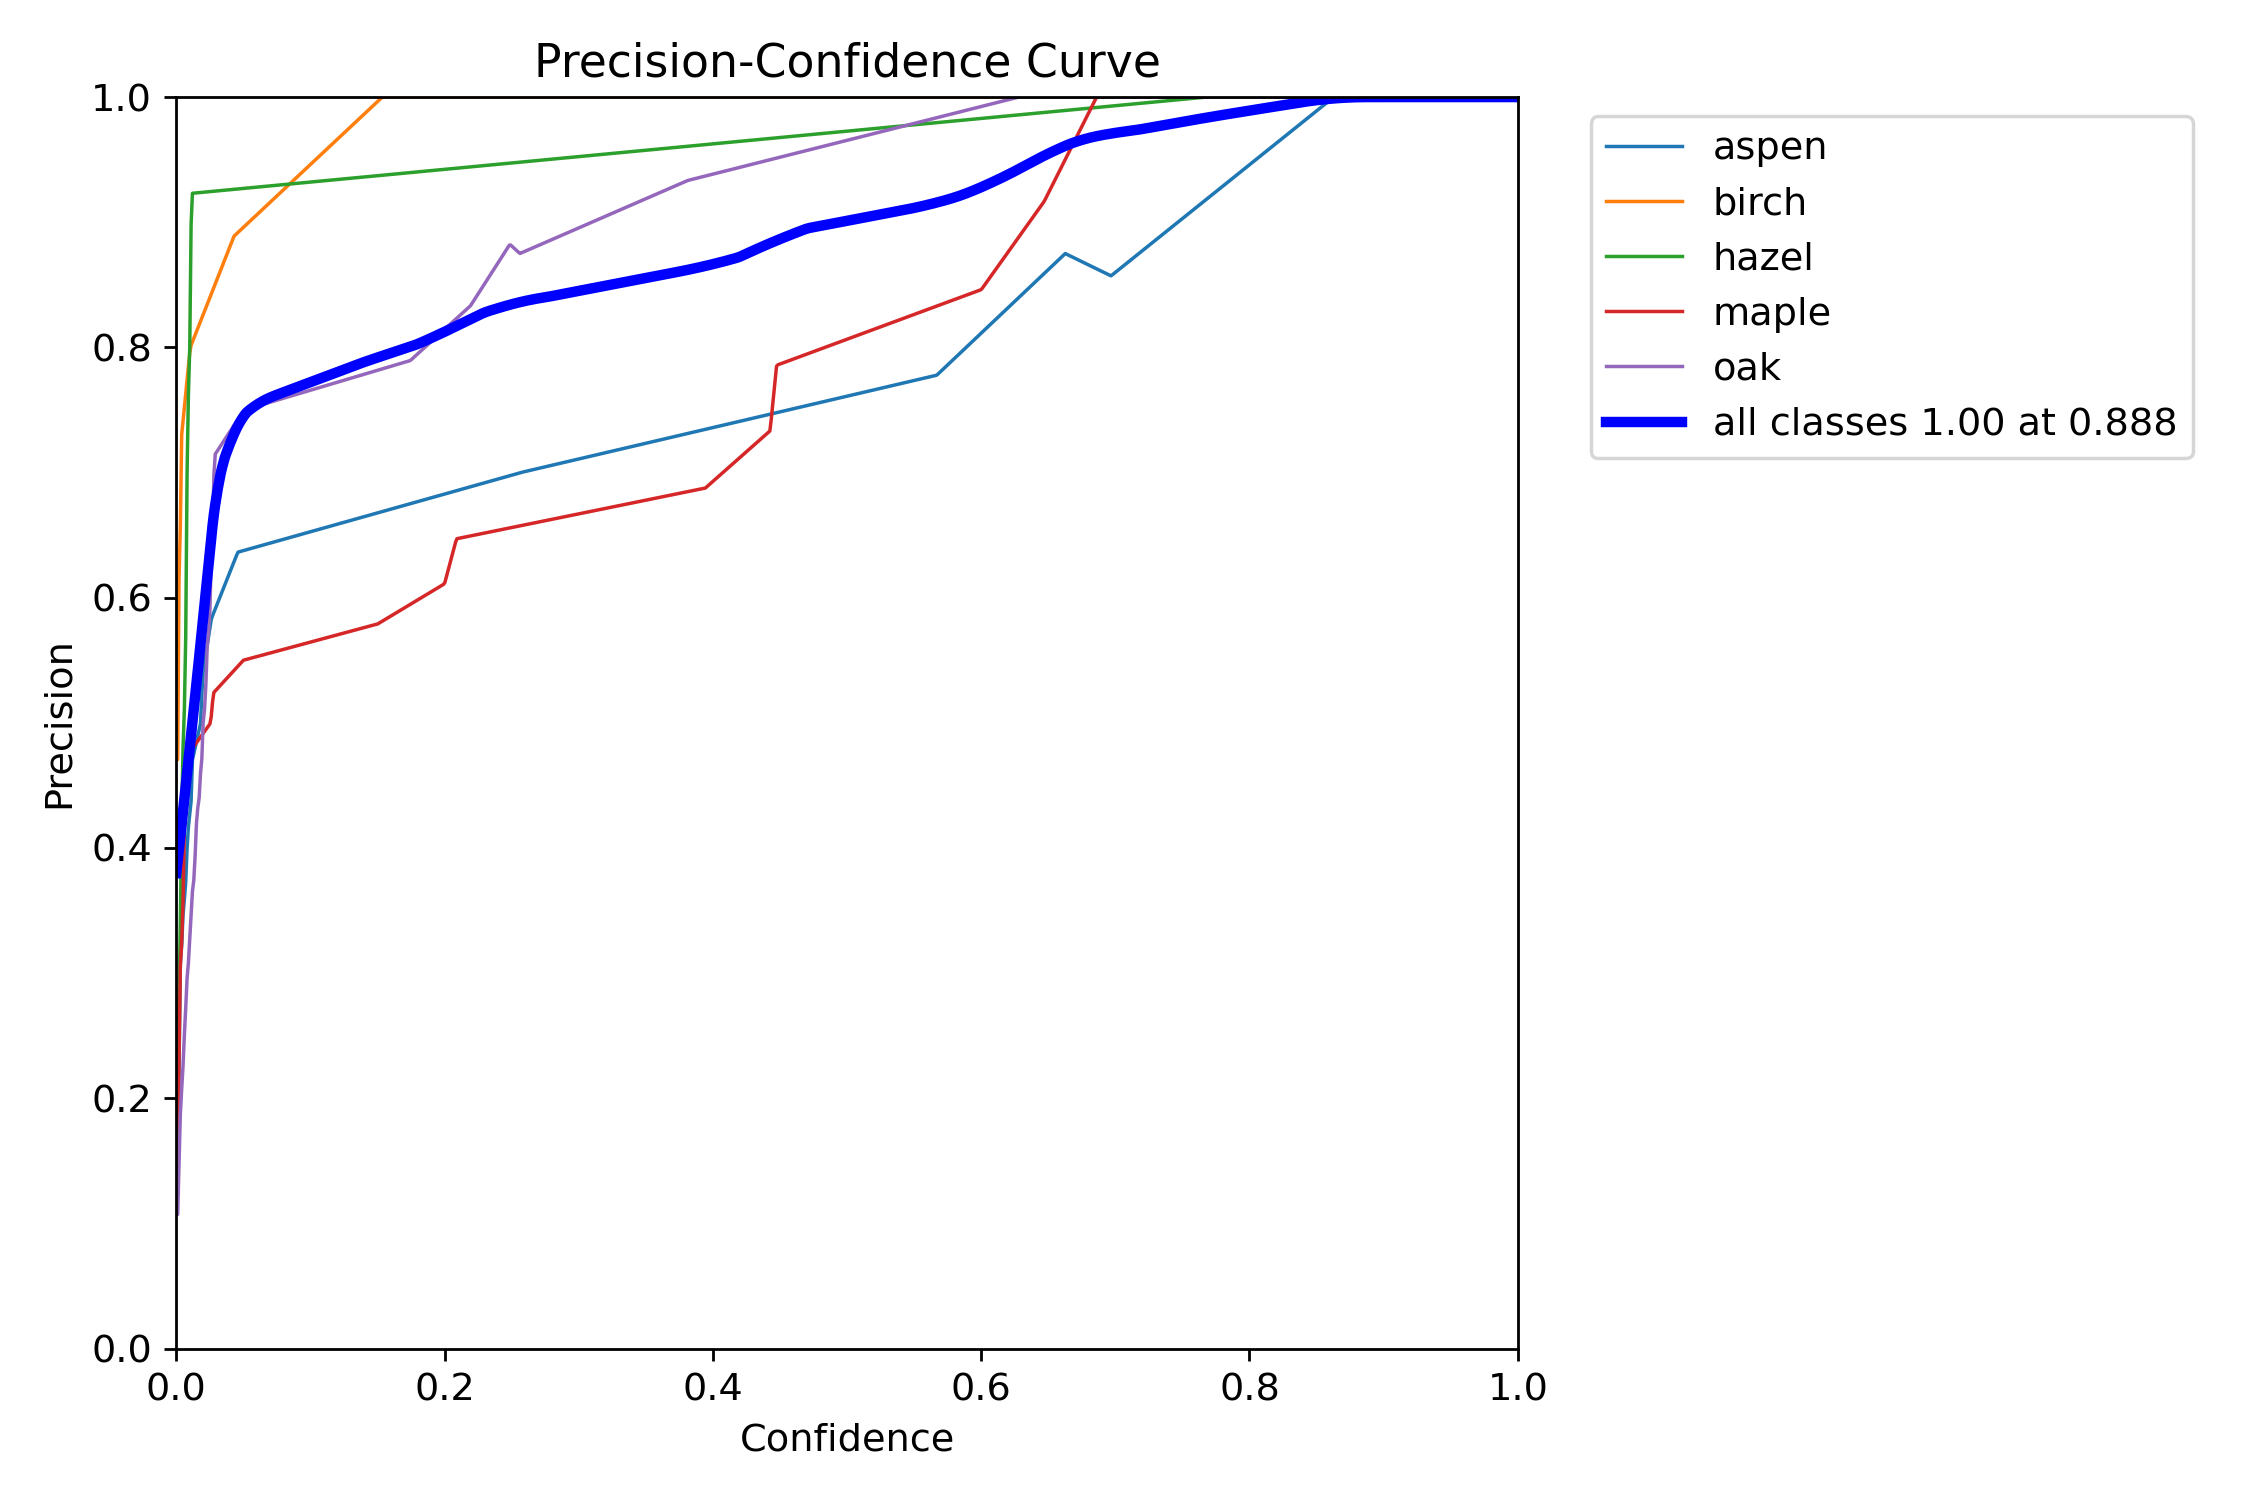 Precision-Confidence Curve
1.0
0.8
0.6
0.4
0.2
0.0
Precision
0.0 0.2 0.4 0.6 0.8 1.0
Confidence
aspen
birch
hazel
maple
oak
all classes 1.00 at 0.888